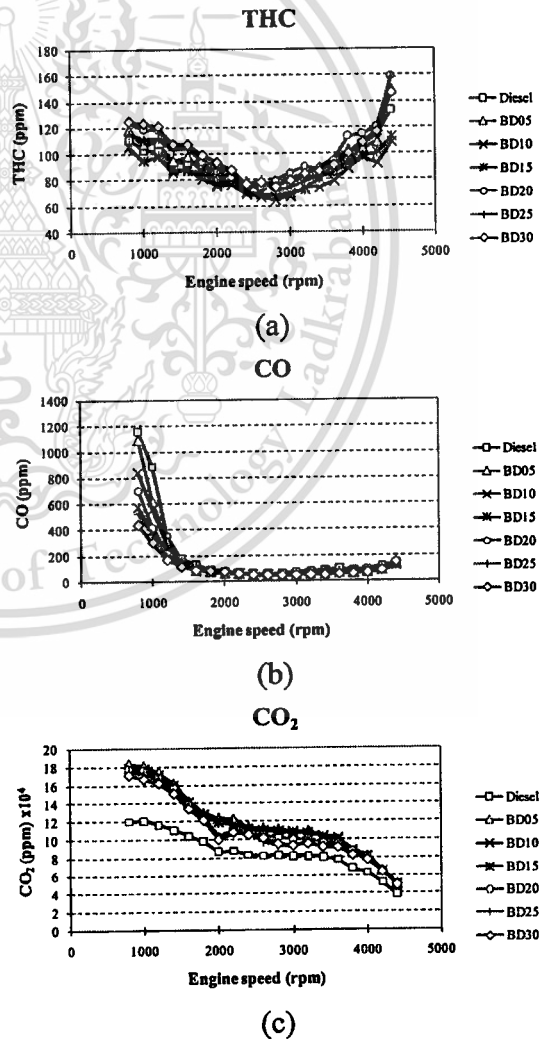 THC
180
160
140
120
100
80
60
40
THC (ppm)
0 1000 2000 3000 4000 5000
Engine speed (rpm)
Diesel
BD05
BD10
BD15
BD20
BD25
BD30
(a)
CO
1400
1200
1000
800
600
400
200
0
CO (ppm)
0 1000 2000 3000 4000 5000
Engine speed (rpm)
Diesel
BD05
BD10
BD15
BD20
BD25
BD30
(b)
CO₂
20
18
16
14
12
10
8
6
4
2
0
CO₂ (ppm) x10⁴
0 1000 2000 3000 4000 5000
Engine speed (rpm)
Diesel
BD05
BD10
BD15
BD20
BD25
BD30
(c)
of Technology Ladkrabang